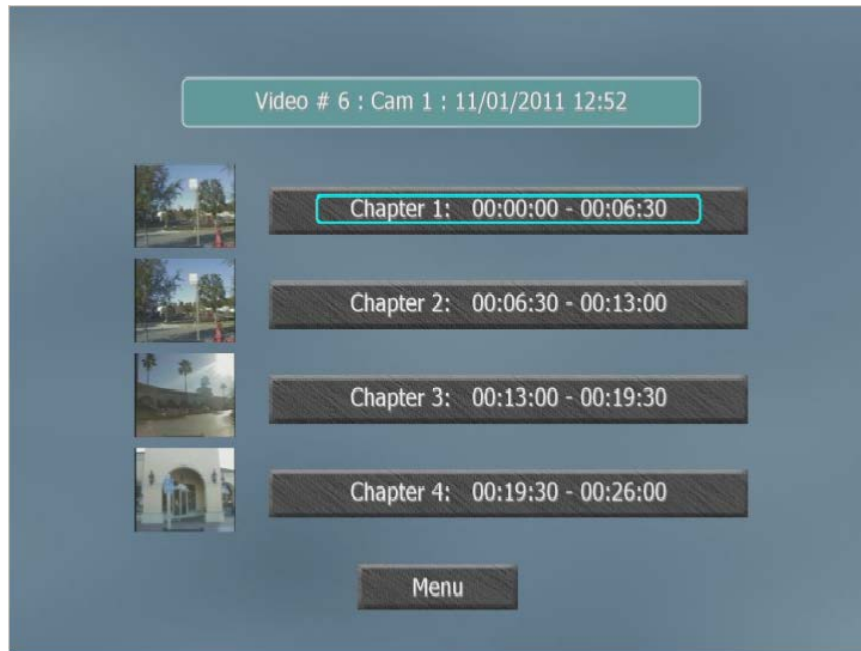 Video # 6 : Cam 1 : 11/01/2011 12:52
Chapter 1: 00:00:00 - 00:06:30
Chapter 2: 00:06:30 - 00:13:00
Chapter 3: 00:13:00 - 00:19:30
Chapter 4: 00:19:30 - 00:26:00
Menu